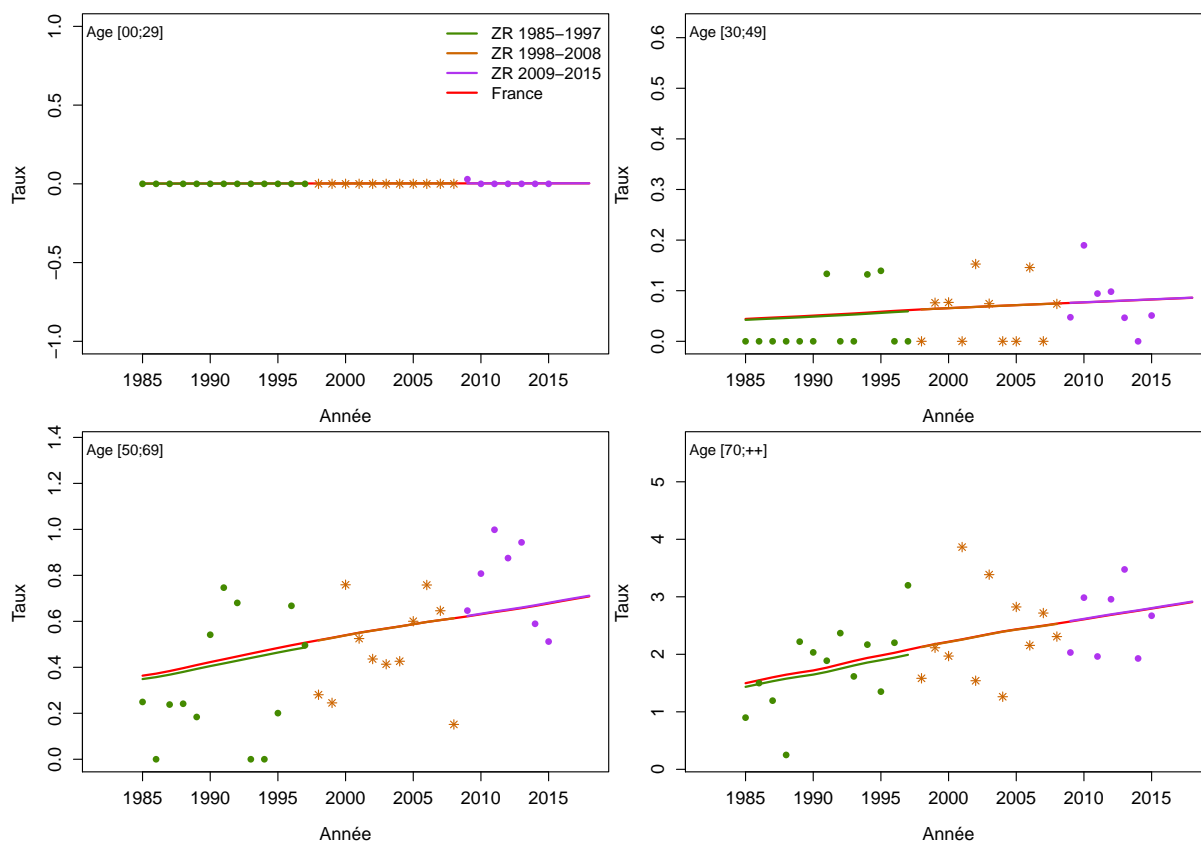 Age [00;29]
ZR 1985−1997
ZR 1998−2008
ZR 2009−2015
France
Taux
1.0
0.5
0.0
−0.5
−1.0
1985 1990 1995 2000 2005 2010 2015
Année
Age [30;49]
Taux
0.6
0.5
0.4
0.3
0.2
0.1
0.0
1985 1990 1995 2000 2005 2010 2015
Année
Age [50;69]
Taux
1.4
1.2
1.0
0.8
0.6
0.4
0.2
0.0
1985 1990 1995 2000 2005 2010 2015
Année
Age [70;++]
Taux
5
4
3
2
1
0
1985 1990 1995 2000 2005 2010 2015
Année